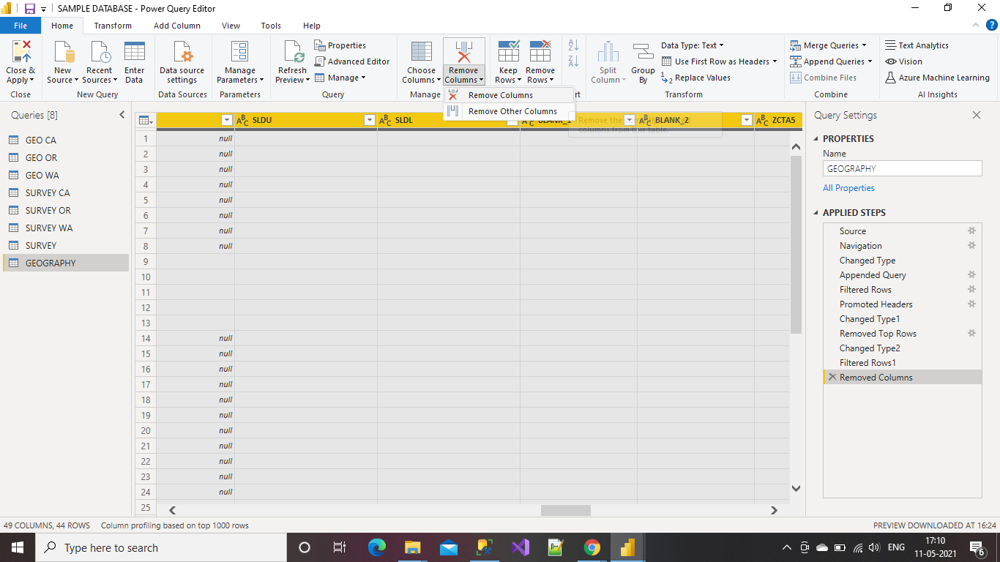 SAMPLE DATABASE - Power Query Editor
File Home Transform Add Column View Tools Help
Close & Apply
New Source
Recent Sources
Enter Data
Data source settings
Manage Parameters
Refresh Preview
Properties
Advanced Editor
Manage
Choose Columns
Remove Columns
Keep Rows
Remove Rows
Split Column
Group By
Data Type: Text
Use First Row as Headers
Replace Values
Merge Queries
Append Queries
Combine Files
Text Analytics
Vision
Azure Machine Learning
Close New Query Data Sources Parameters Query Manage Transform Combine AI Insights
Remove Columns
Remove Other Columns
Remove the
columns from this table.
Queries [8]
GEO CA
GEO OR
GEO WA
SURVEY CA
SURVEY OR
SURVEY WA
SURVEY
GEOGRAPHY
SLDU SLDL BLANK_1 BLANK_2 ZCTA5
1 null
2 null
3 null
4 null
5 null
6 null
7 null
8 null
9
10
11
12
13
14 null
15 null
16 null
17 null
18 null
19 null
20 null
21 null
22 null
23 null
24 null
25
Query Settings
PROPERTIES
Name
GEOGRAPHY
All Properties
APPLIED STEPS
Source
Navigation
Changed Type
Appended Query
Filtered Rows
Promoted Headers
Changed Type1
Removed Top Rows
Changed Type2
Filtered Rows1
Removed Columns
49 COLUMNS, 44 ROWS Column profiling based on top 1000 rows PREVIEW DOWNLOADED AT 16:24
Type here to search
ENG
17:10
11-05-2021
6